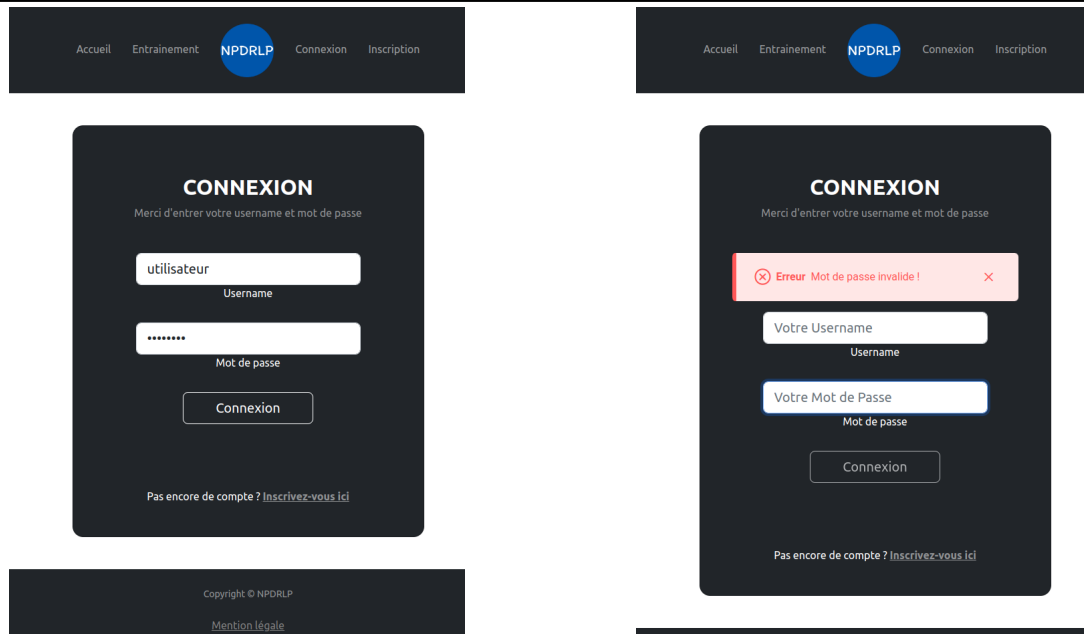 Accueil Entrainement NPDRLP Connexion Inscription
CONNEXION
Merci d'entrer votre username et mot de passe
utilisateur
Username
••••••••
Mot de passe
Connexion
Pas encore de compte ? Inscrivez-vous ici
Copyright © NPDRLP
Mention légale
Accueil Entrainement NPDRLP Connexion Inscription
CONNEXION
Merci d'entrer votre username et mot de passe
Erreur Mot de passe invalide !
Votre Username
Username
Votre Mot de Passe
Mot de passe
Connexion
Pas encore de compte ? Inscrivez-vous ici